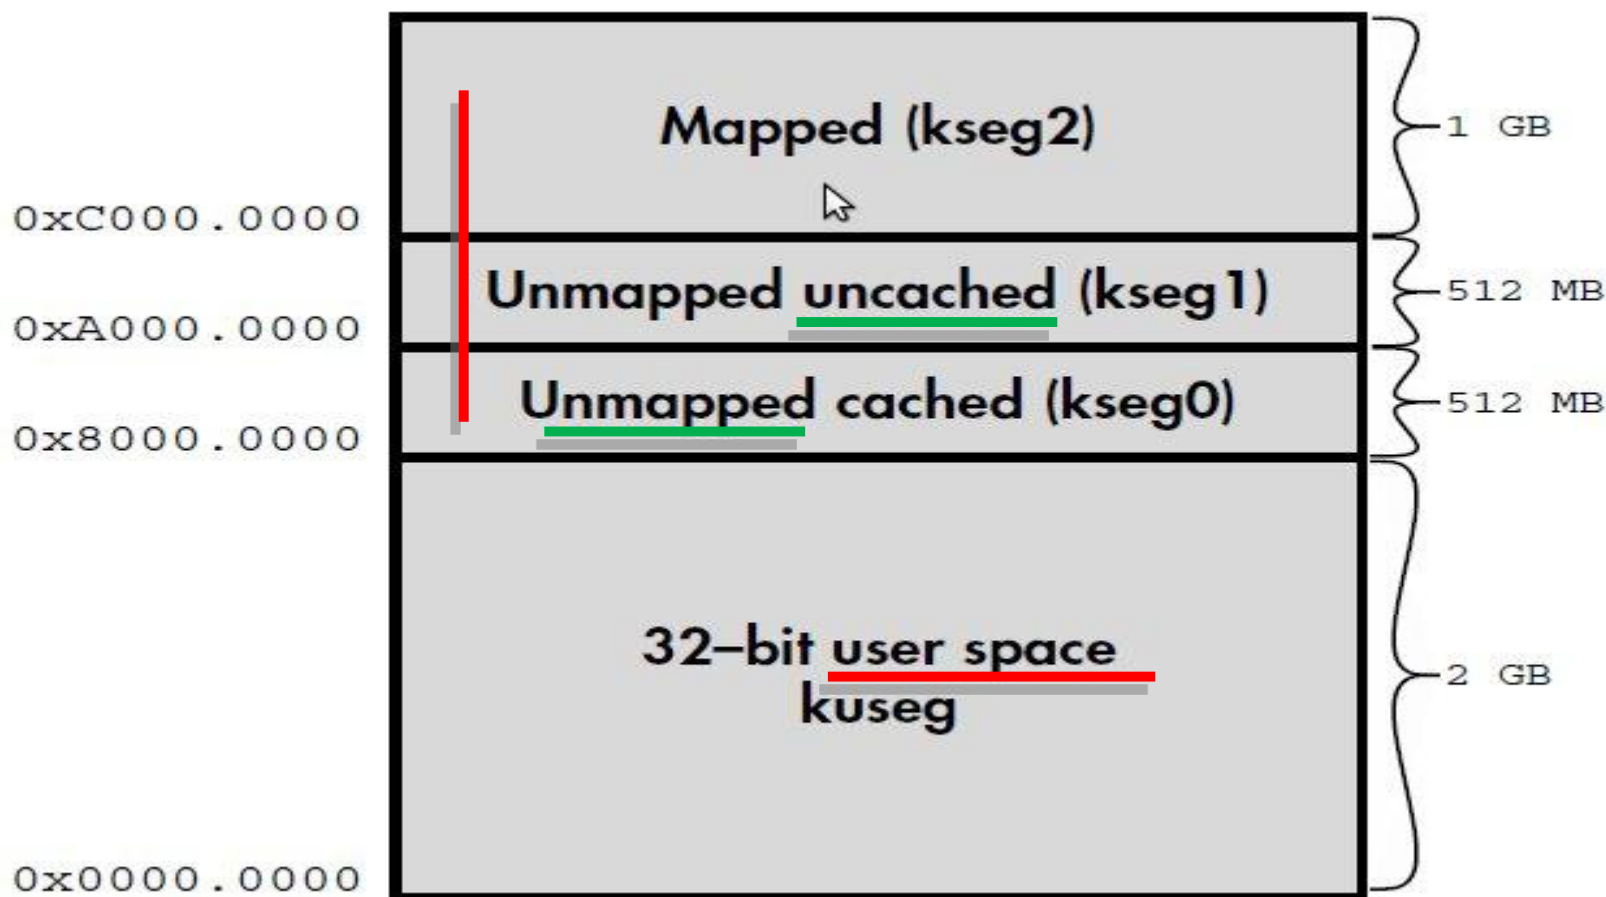 Mapped (kseg2)
1 GB
0xC000.0000
Unmapped uncached (kseg1)
512 MB
0xA000.0000
Unmapped cached (kseg0)
512 MB
0x8000.0000
32–bit user space
kuseg
2 GB
0x0000.0000